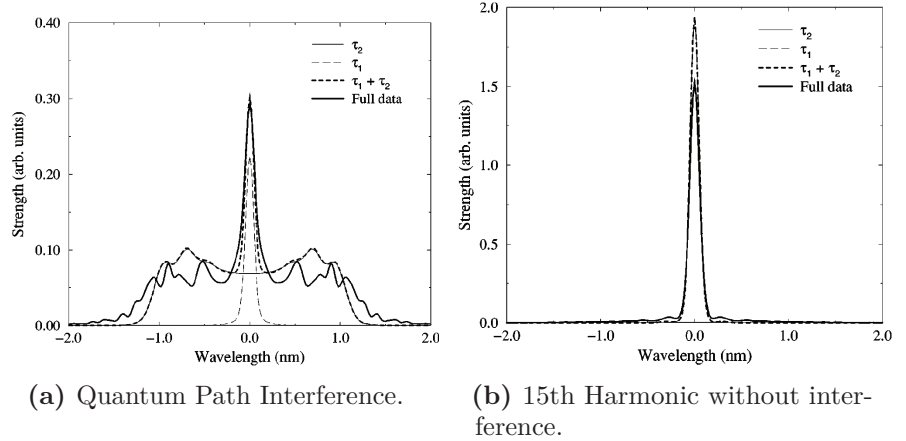 0.40
0.30
0.20
0.10
0.00
Strength (arb. units)
τ2
τ1
τ1 + τ2
Full data
-2.0 -1.0 0.0 1.0 2.0
Wavelength (nm)
(a) Quantum Path Interference.
2.0
1.5
1.0
0.5
0.0
Strength (arb. units)
τ2
τ1
τ1 + τ2
Full data
-2.0 -1.0 0.0 1.0 2.0
Wavelength (nm)
(b) 15th Harmonic without inter-
ference.